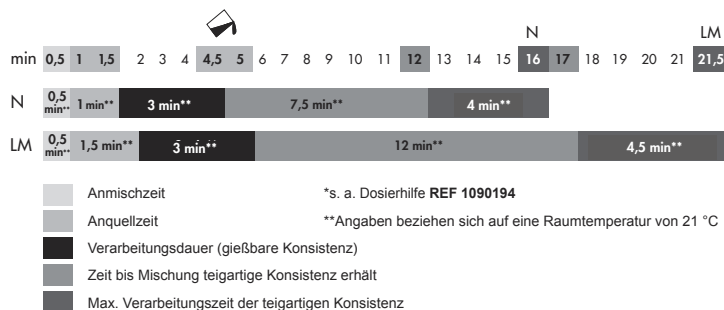 N LM
min 0,5 1 1,5 2 3 4 4,5 5 6 7 8 9 10 11 12 13 14 15 16 17 18 19 20 21 21,5
N 0,5 min** 1 min** 3 min** 7,5 min** 4 min**
LM 0,5 min** 1,5 min** 3 min** 12 min** 4,5 min**
Anmischzeit *s. a. Dosierhilfe REF 1090194
Anquellzeit **Angaben beziehen sich auf eine Raumtemperatur von 21 °C
Verarbeitungsdauer (gießbare Konsistenz)
Zeit bis Mischung teigartige Konsistenz erhält
Max. Verarbeitungszeit der teigartigen Konsistenz